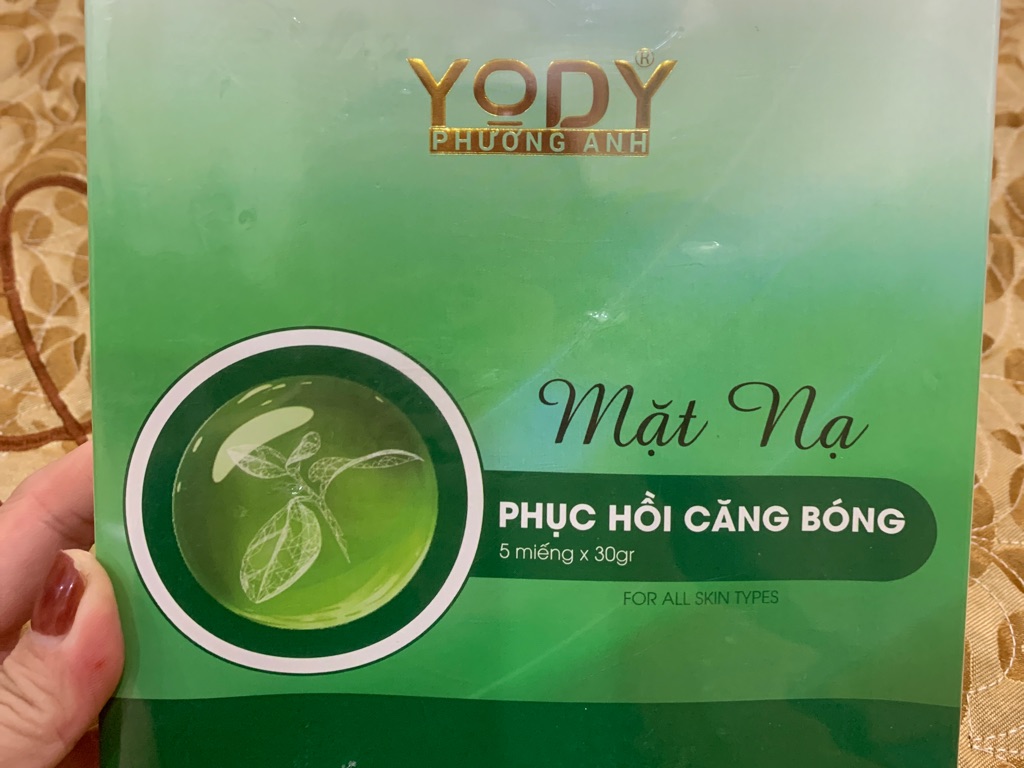 YODY®
PHƯƠNG ANH
Mặt Nạ
PHỤC HỒI CĂNG BÓNG
5 miếng x 30gr
FOR ALL SKIN TYPES